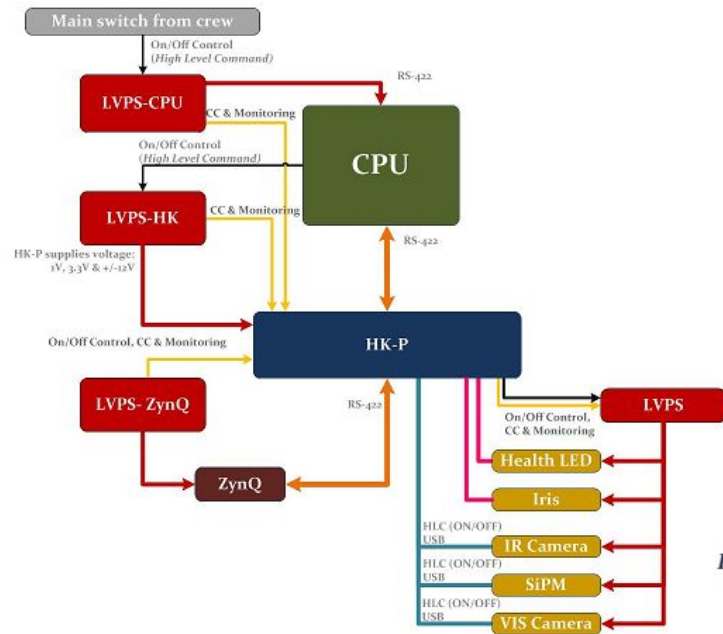 Main switch from crew
On/Off Control
(High Level Command)
RS-422
LVPS-CPU
CC & Monitoring
CPU
On/Off Control
(High Level Command)
LVPS-HK
CC & Monitoring
RS-422
HK-P supplies voltage:
1V, 3.3V & +/-12V
HK-P
On/Off Control, CC & Monitoring
LVPS- ZynQ
RS-422
LVPS
On/Off Control,
CC & Monitoring
ZynQ
Health LED
Iris
HLC (ON/OFF)
USB
IR Camera
HLC (ON/OFF)
USB
SiPM
HLC (ON/OFF)
USB
VIS Camera